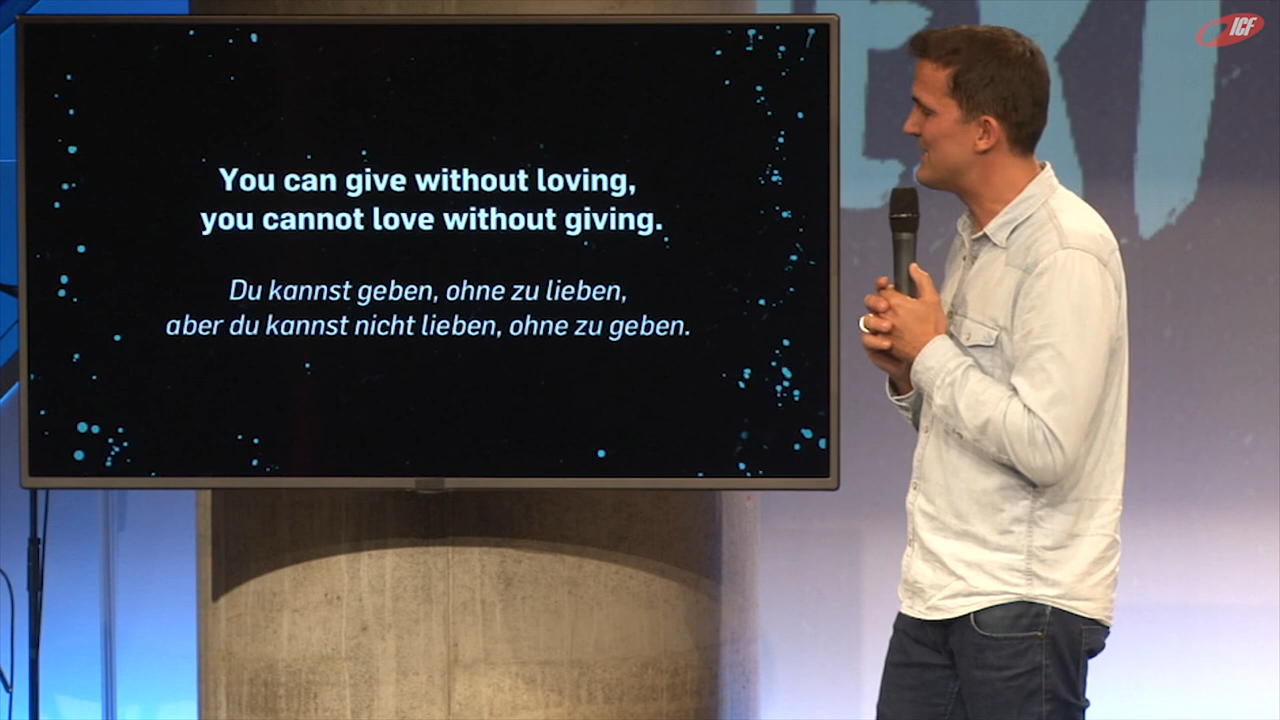 ICF
You can give without loving,
you cannot love without giving.
Du kannst geben, ohne zu lieben,
aber du kannst nicht lieben, ohne zu geben.